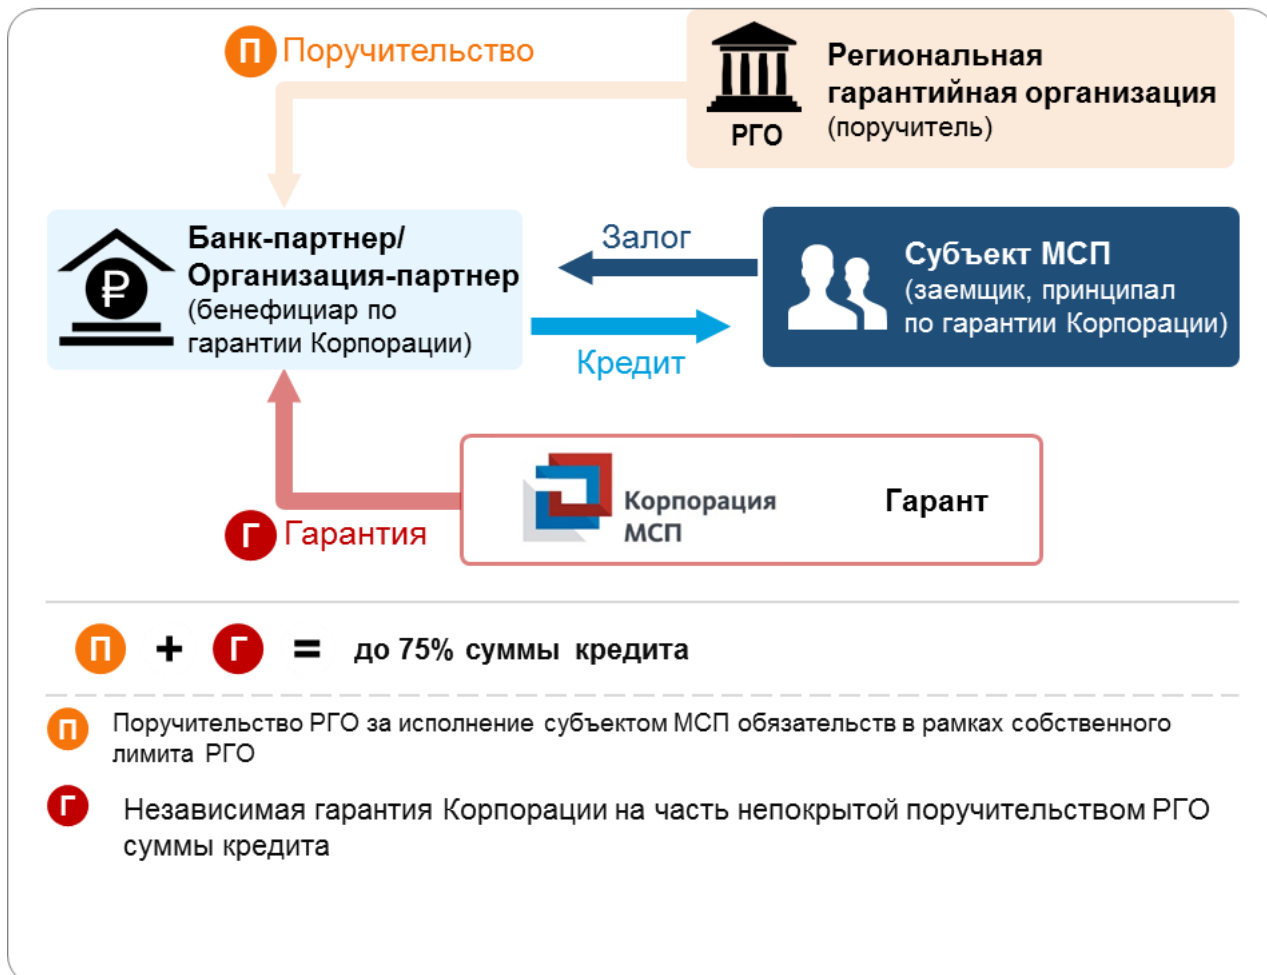 П Поручительство
Региональная
гарантийная организация
(поручитель)
РГО
Банк-партнер/
Организация-партнер
(бенефициар по
гарантии Корпорации)
₽
Залог
Кредит
Субъект МСП
(заемщик, принципал
по гарантии Корпорации)
Корпорация
МСП
Гарант
Г Гарантия
П + Г = до 75% суммы кредита
П Поручительство РГО за исполнение субъектом МСП обязательств в рамках собственного
лимита РГО
Г Независимая гарантия Корпорации на часть непокрытой поручительством РГО
суммы кредита